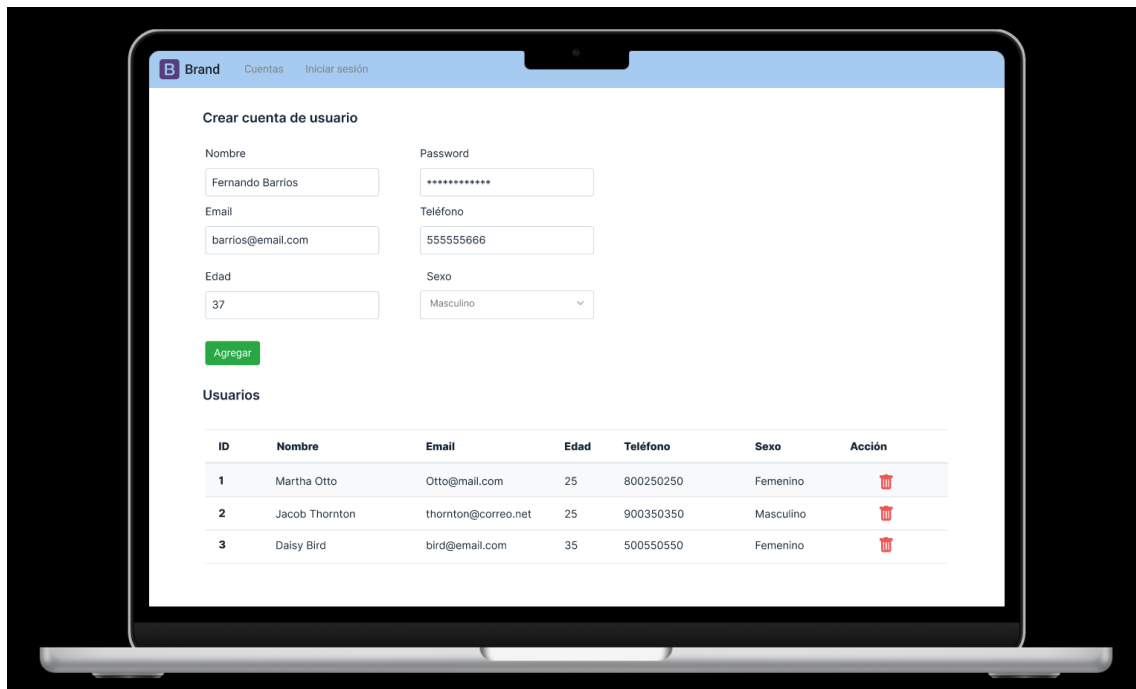 B Brand Cuentas Iniciar sesión
Crear cuenta de usuario
Nombre Password
Fernando Barrios ************
Email Teléfono
barrios@email.com 555555666
Edad Sexo
37 Masculino
Agregar
Usuarios
ID Nombre Email Edad Teléfono Sexo Acción
1 Martha Otto Otto@mail.com 25 800250250 Femenino
2 Jacob Thornton thornton@correo.net 25 900350350 Masculino
3 Daisy Bird bird@email.com 35 500550550 Femenino